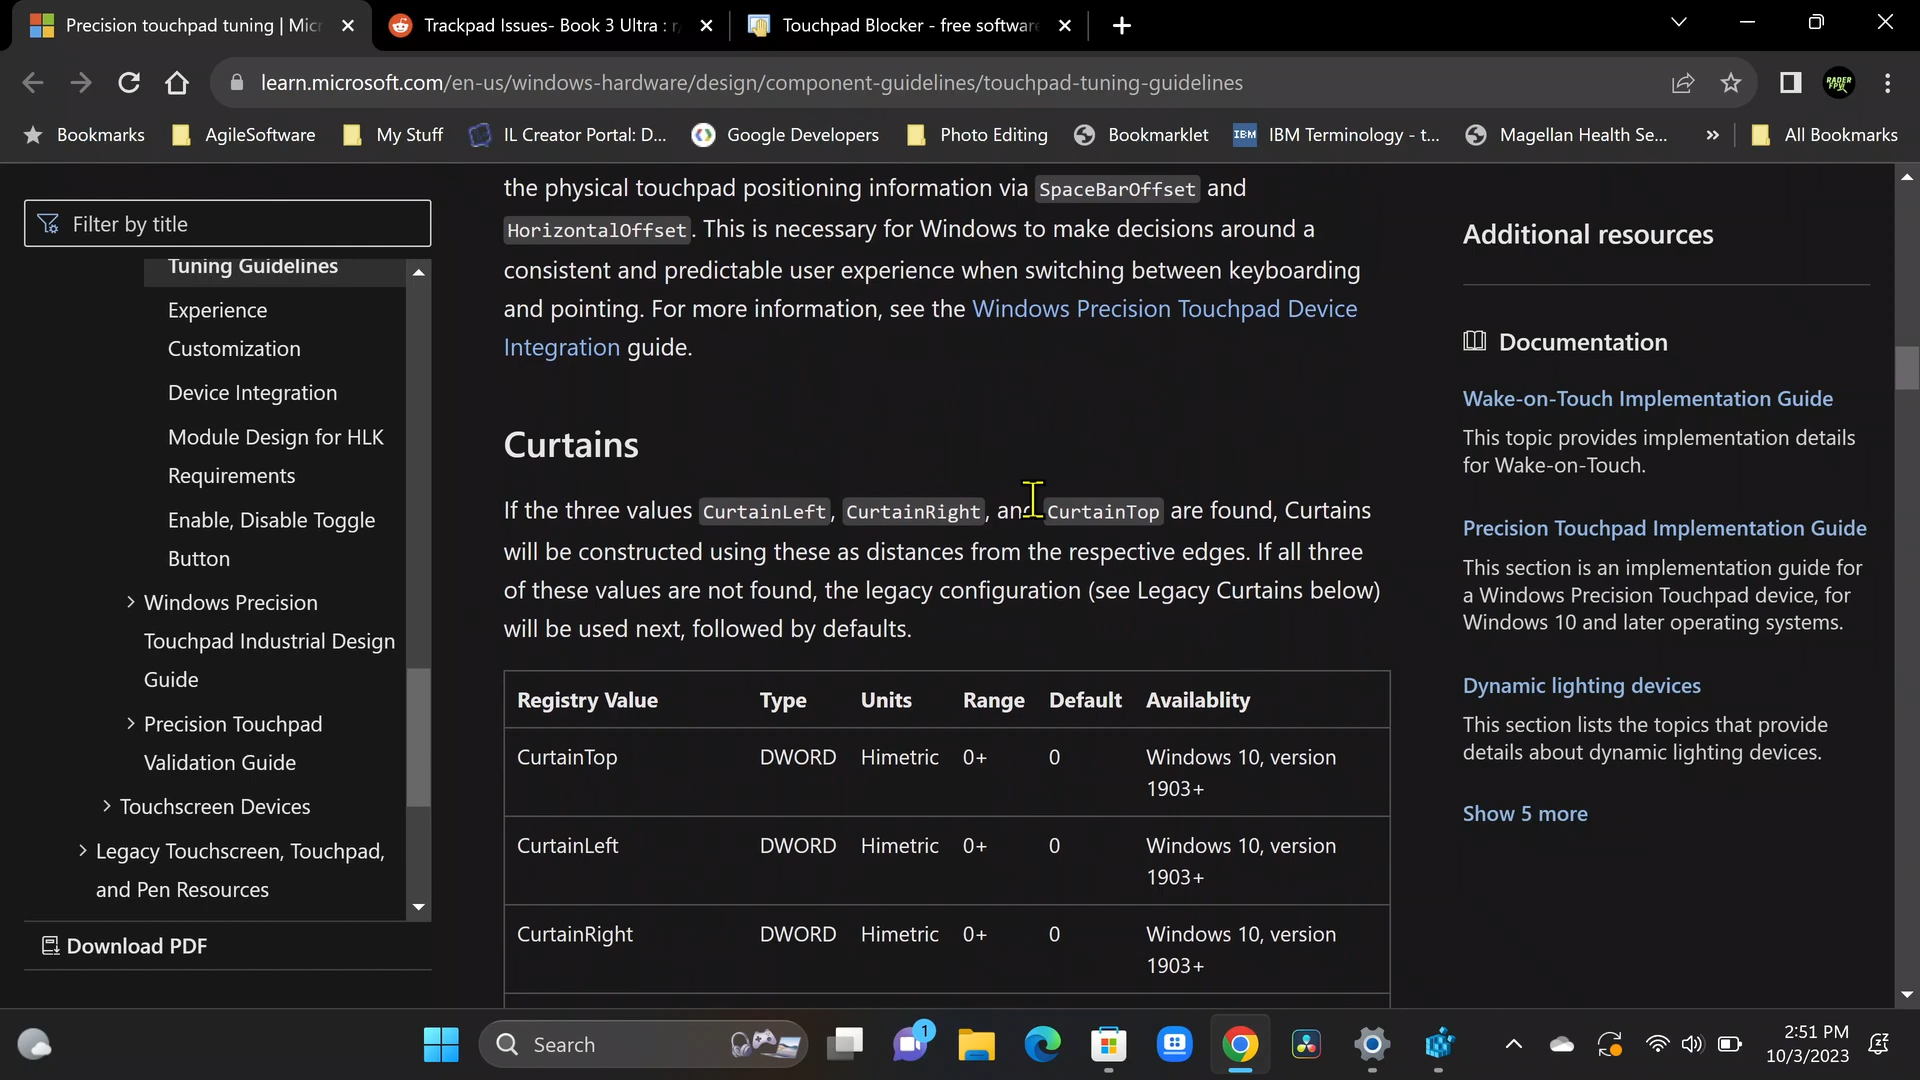 Precision touchpad tuning | Mic
Trackpad Issues- Book 3 Ultra : r/
Touchpad Blocker - free software
learn.microsoft.com/en-us/windows-hardware/design/component-guidelines/touchpad-tuning-guidelines
RADER FPV
Bookmarks
AgileSoftware
My Stuff
IL Creator Portal: D...
Google Developers
Photo Editing
Bookmarklet
IBM
IBM Terminology - t...
Magellan Health Se...
»
All Bookmarks
Filter by title
Tuning Guidelines
Experience
Customization
Device Integration
Module Design for HLK
Requirements
Enable, Disable Toggle
Button
Windows Precision
Touchpad Industrial Design
Guide
Precision Touchpad
Validation Guide
Touchscreen Devices
Legacy Touchscreen, Touchpad,
and Pen Resources
Download PDF
the physical touchpad positioning information via SpaceBarOffset and
HorizontalOffset. This is necessary for Windows to make decisions around a
consistent and predictable user experience when switching between keyboarding
and pointing. For more information, see the Windows Precision Touchpad Device
Integration guide.
Curtains
If the three values CurtainLeft, CurtainRight, and CurtainTop are found, Curtains
will be constructed using these as distances from the respective edges. If all three
of these values are not found, the legacy configuration (see Legacy Curtains below)
will be used next, followed by defaults.
Registry Value Type Units Range Default Availablity
CurtainTop DWORD Himetric 0+ 0 Windows 10, version
1903+
CurtainLeft DWORD Himetric 0+ 0 Windows 10, version
1903+
CurtainRight DWORD Himetric 0+ 0 Windows 10, version
1903+
Additional resources
Documentation
Wake-on-Touch Implementation Guide
This topic provides implementation details
for Wake-on-Touch.
Precision Touchpad Implementation Guide
This section is an implementation guide for
a Windows Precision Touchpad device, for
Windows 10 and later operating systems.
Dynamic lighting devices
This section lists the topics that provide
details about dynamic lighting devices.
Show 5 more
Search
1
2:51 PM
10/3/2023